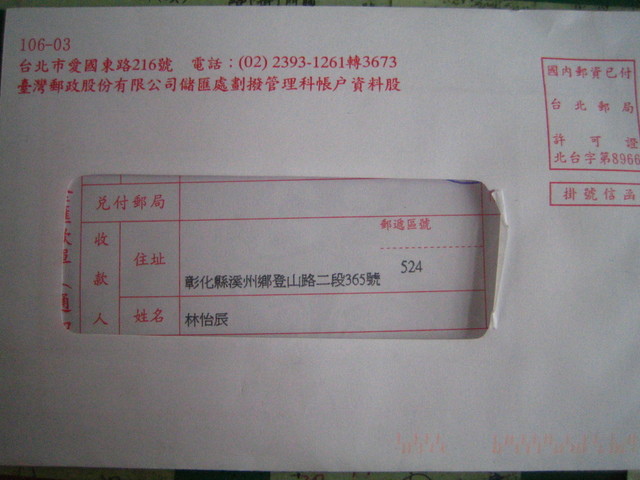 106-03
台北市愛國東路216號 電話：(02) 2393-1261轉3673
臺灣郵政股份有限公司儲匯處劃撥管理科帳戶資料股
國內郵資已付
台北郵局
許可證
北台字第8966
掛號信函
兌付郵局
郵遞區號
收款人
住址
524
彰化縣溪州鄉登山路二段365號
姓名
林怡辰